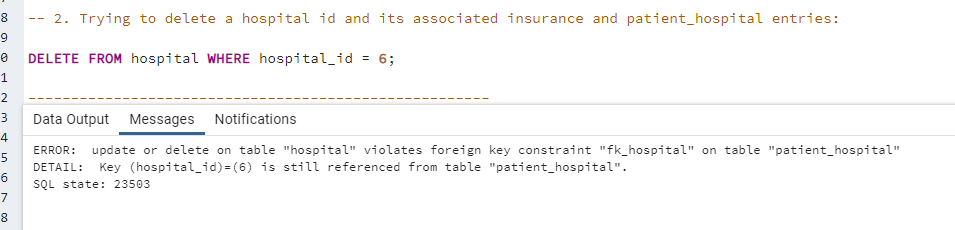 8 -- 2. Trying to delete a hospital id and its associated insurance and patient_hospital entries:
9
0 DELETE FROM hospital WHERE hospital_id = 6;
1
2 ------------------------------------------------------
3 Data Output Messages Notifications
4
ERROR:  update or delete on table "hospital" violates foreign key constraint "fk_hospital" on table "patient_hospital"
5 DETAIL:  Key (hospital_id)=(6) is still referenced from table "patient_hospital".
6 SQL state: 23503
7
8